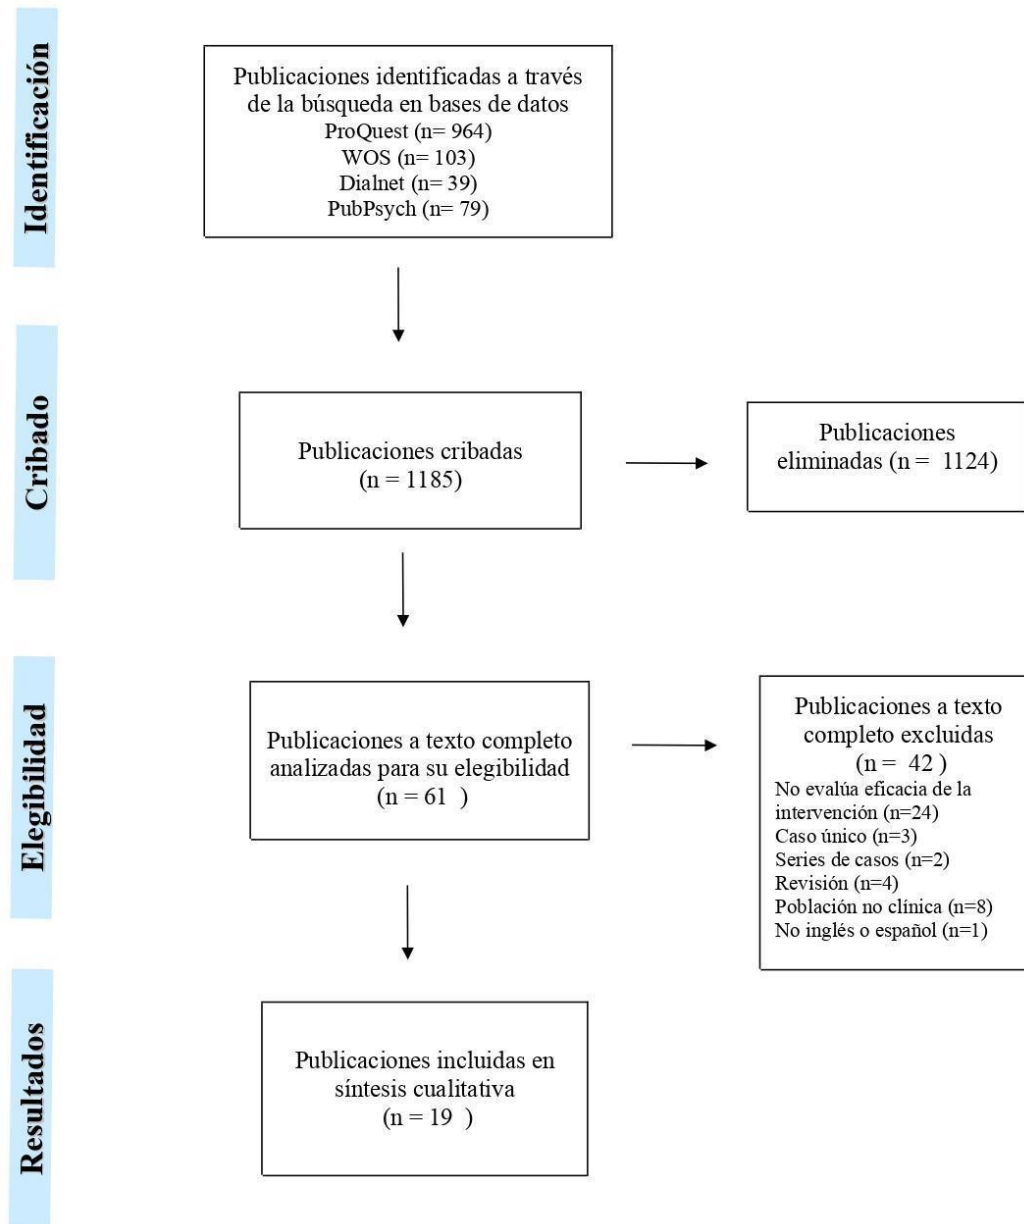 Identificación
Publicaciones identificadas a través
de la búsqueda en bases de datos
ProQuest (n= 964)
WOS (n= 103)
Dialnet (n= 39)
PubPsych (n= 79)
Cribado
Publicaciones cribadas
(n = 1185)
Publicaciones
eliminadas (n =  1124)
Elegibilidad
Publicaciones a texto completo
analizadas para su elegibilidad
(n = 61  )
Publicaciones a texto
completo excluidas
(n =  42 )
No evalúa eficacia de la
intervención (n=24)
Caso único (n=3)
Series de casos (n=2)
Revisión (n=4)
Población no clínica (n=8)
No inglés o español (n=1)
Resultados
Publicaciones incluidas en
síntesis cualitativa
(n = 19  )